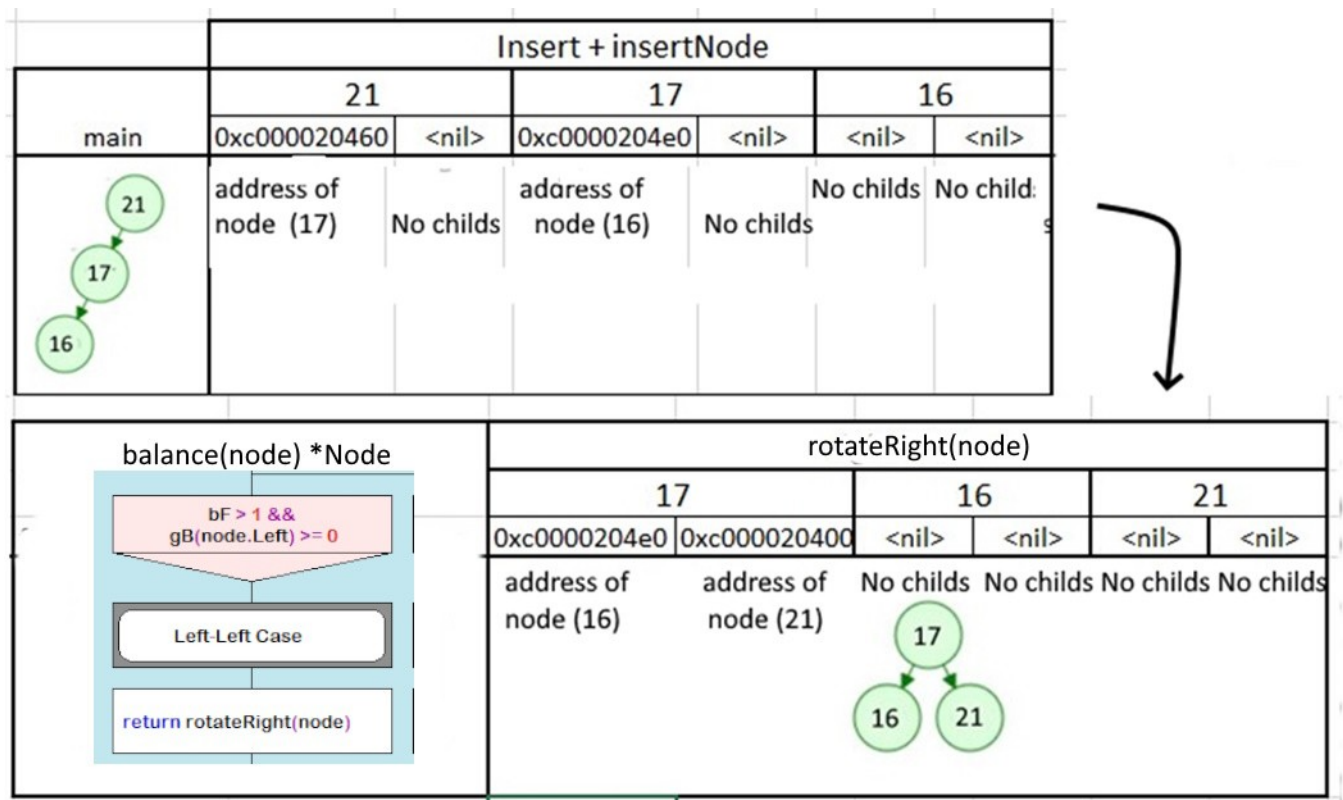 Insert + insertNode
21 17 16
main 0xc000020460 <nil> 0xc0000204e0 <nil> <nil> <nil>
21
17
16
address of adaress of No childs No child:
node (17) No childs node (16) No childs s
balance(node) *Node
bF > 1 &&
gB(node.Left) >= 0
Left-Left Case
return rotateRight(node)
rotateRight(node)
17 16 21
0xc0000204e0 0xc000020400 <nil> <nil> <nil> <nil>
address of address of No childs No childs No childs No childs
node (16) node (21)
17
16 21